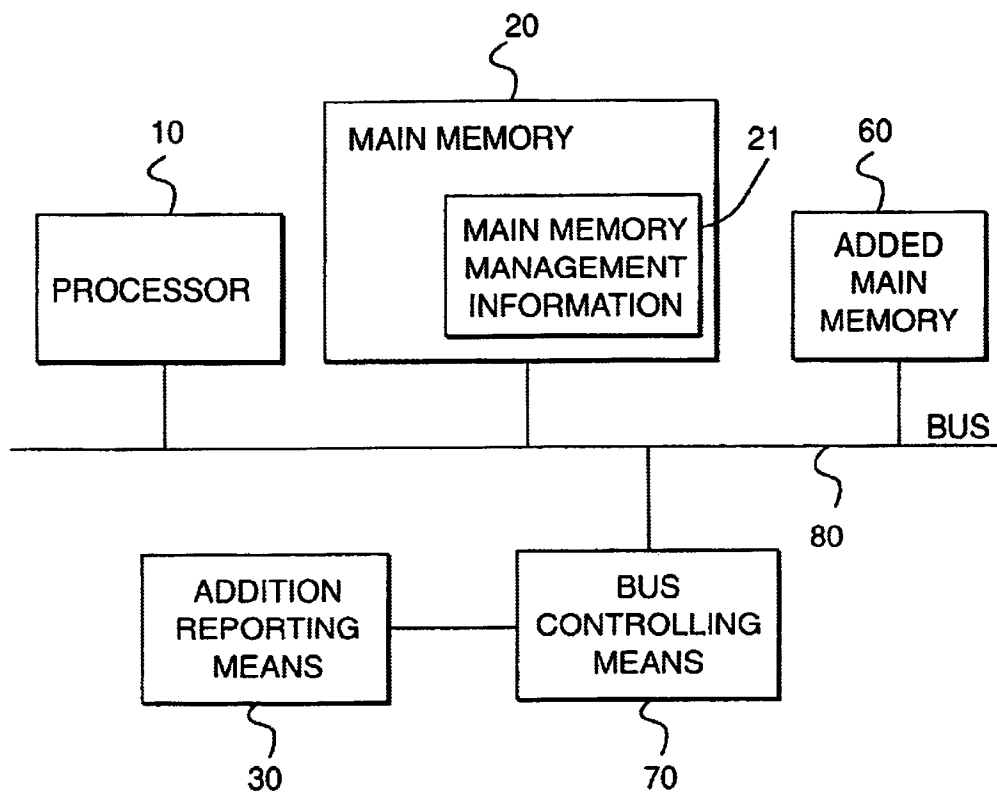 20
10
MAIN MEMORY
21
60
MAIN MEMORY
MANAGEMENT
INFORMATION
PROCESSOR
ADDED
MAIN
MEMORY
BUS
80
ADDITION
REPORTING
MEANS
BUS
CONTROLLING
MEANS
30
70